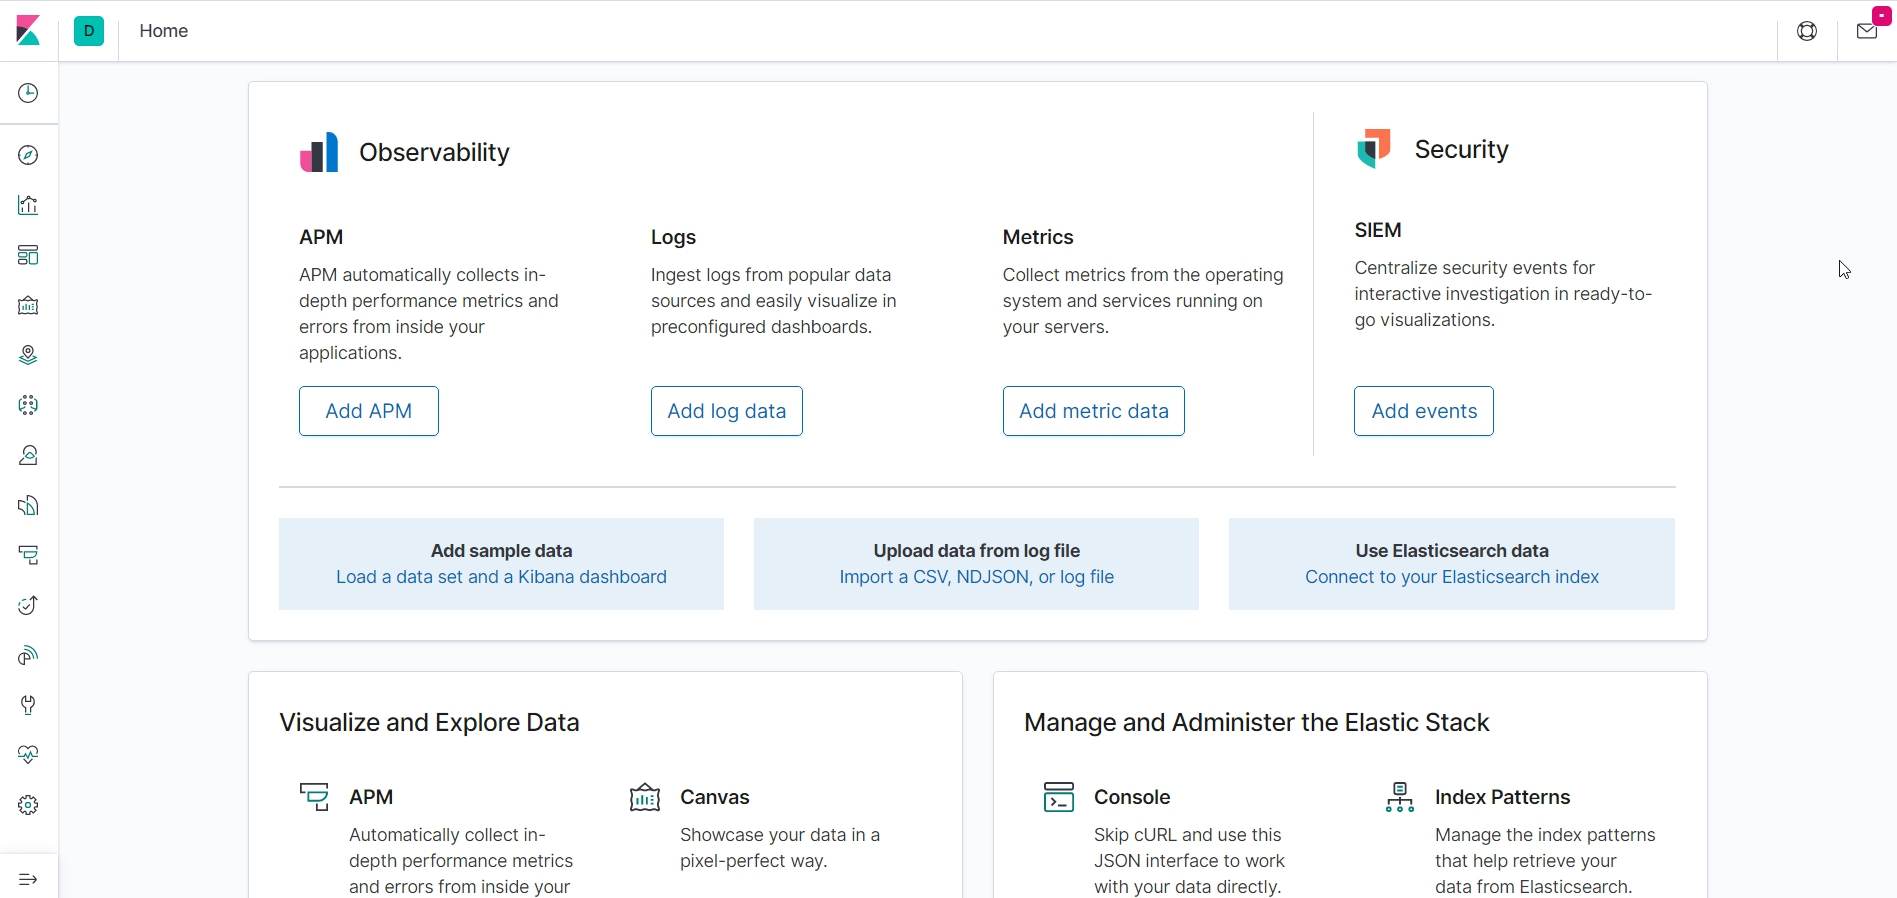 D
Home
Observability
Security
APM
APM automatically collects in-
depth performance metrics and
errors from inside your
applications.
Add APM
Logs
Ingest logs from popular data
sources and easily visualize in
preconfigured dashboards.
Add log data
Metrics
Collect metrics from the operating
system and services running on
your servers.
Add metric data
SIEM
Centralize security events for
interactive investigation in ready-to-
go visualizations.
Add events
Add sample data
Load a data set and a Kibana dashboard
Upload data from log file
Import a CSV, NDJSON, or log file
Use Elasticsearch data
Connect to your Elasticsearch index
Visualize and Explore Data
APM
Automatically collect in-
depth performance metrics
and errors from inside your
Canvas
Showcase your data in a
pixel-perfect way.
Manage and Administer the Elastic Stack
Console
Skip cURL and use this
JSON interface to work
with your data directly.
Index Patterns
Manage the index patterns
that help retrieve your
data from Elasticsearch.